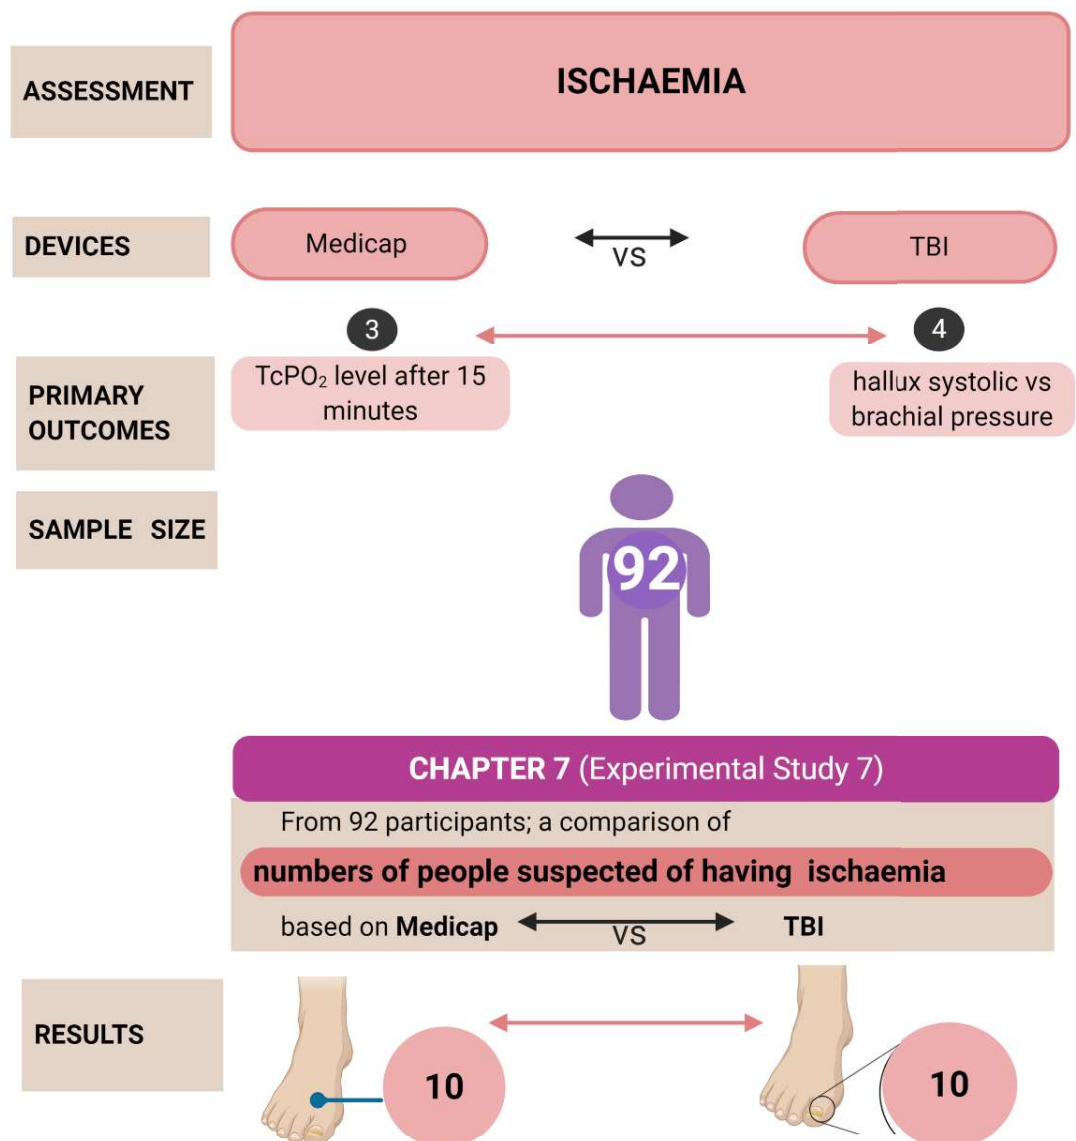 ASSESSMENT
ISCHAEMIA
DEVICES
Medicap
VS
TBI
3
4
PRIMARY
OUTCOMES
TcPO₂ level after 15
minutes
hallux systolic vs
brachial pressure
SAMPLE SIZE
92
CHAPTER 7 (Experimental Study 7)
From 92 participants; a comparison of
numbers of people suspected of having ischaemia
based on Medicap VS TBI
RESULTS
10
10